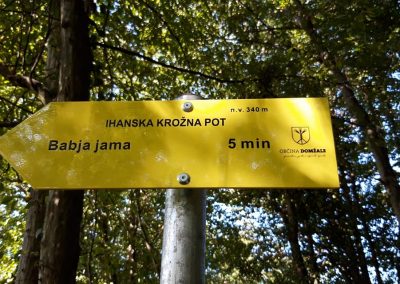 n.v. 340 m
IHANSKA KROŽNA POT
Babja jama 5 min
OBČINA DOMŽALE